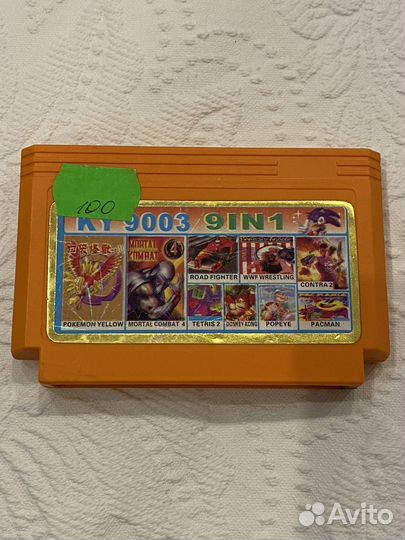 100
KY 9003 9IN1
MORTAL
KOMBAT
ROAD FIGHTER
WWF WRESTLING
CONTRA 2
POKEMON YELLOW
MORTAL COMBAT 4
TETRIS 2
DONKEY KONG
POPEYE
PACMAN
Avito